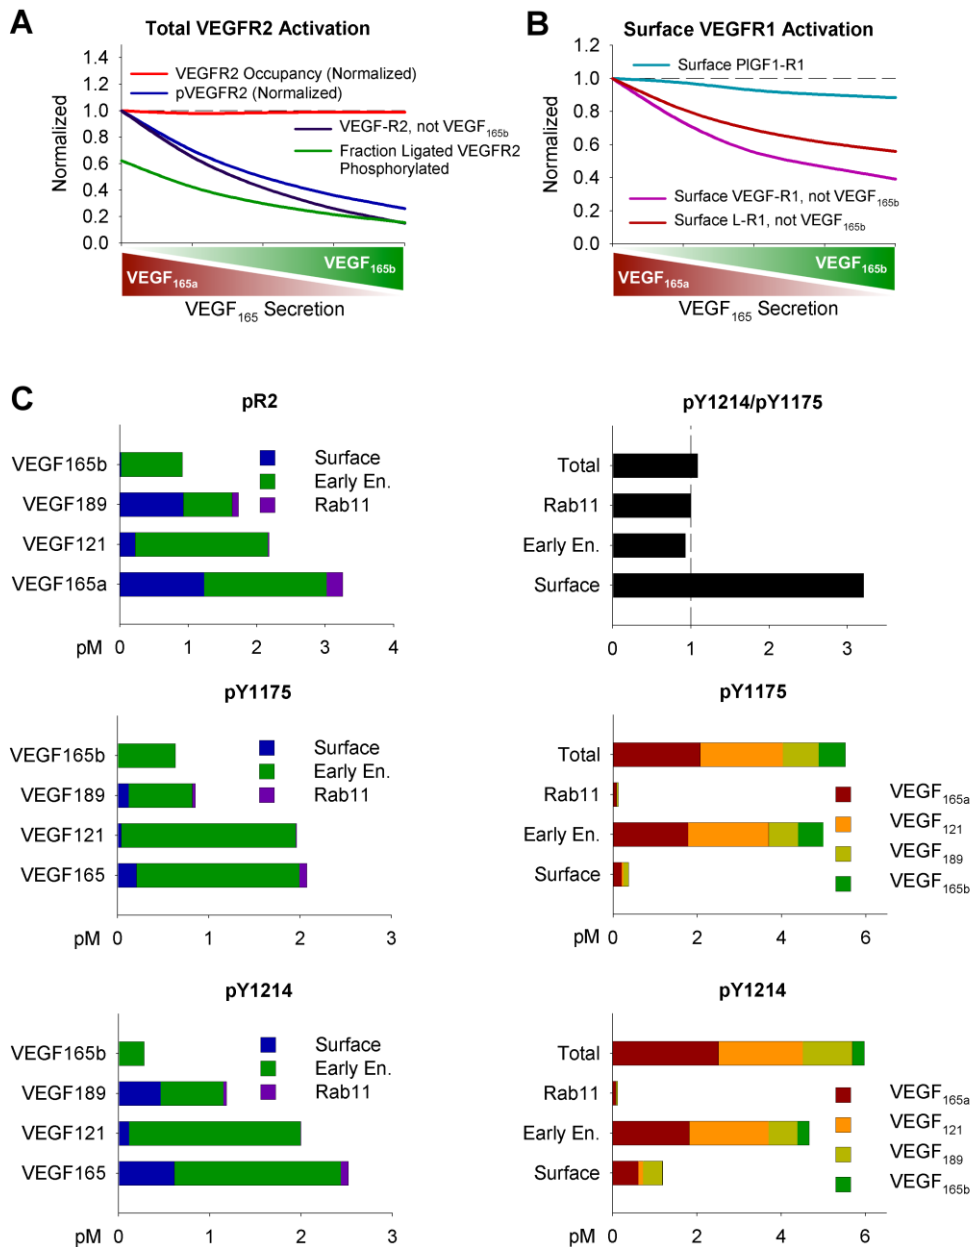 A
Total VEGFR2 Activation
1.4
1.2
1.0
0.8
0.6
0.4
0.2
0.0
Normalized
VEGFR2 Occupancy (Normalized)
pVEGFR2 (Normalized)
VEGF-R2, not VEGF165b
Fraction Ligated VEGFR2
Phosphorylated
VEGF165a
VEGF165b
VEGF165 Secretion
B
Surface VEGFR1 Activation
1.2
1.0
0.8
0.6
0.4
0.2
0.0
Normalized
Surface PlGF1-R1
Surface VEGF-R1, not VEGF165b
Surface L-R1, not VEGF165b
VEGF165a
VEGF165b
VEGF165 Secretion
C
pR2
VEGF165b
VEGF189
VEGF121
VEGF165a
Surface
Early En.
Rab11
pM 0 1 2 3 4
pY1214/pY1175
Total
Rab11
Early En.
Surface
0 1 2 3
pY1175
VEGF165b
VEGF189
VEGF121
VEGF165
Surface
Early En.
Rab11
pM 0 1 2 3
pY1175
Total
Rab11
Early En.
Surface
VEGF165a
VEGF121
VEGF189
VEGF165b
pM 0 2 4 6
pY1214
VEGF165b
VEGF189
VEGF121
VEGF165
Surface
Early En.
Rab11
pM 0 1 2 3
pY1214
Total
Rab11
Early En.
Surface
VEGF165a
VEGF121
VEGF189
VEGF165b
pM 0 2 4 6